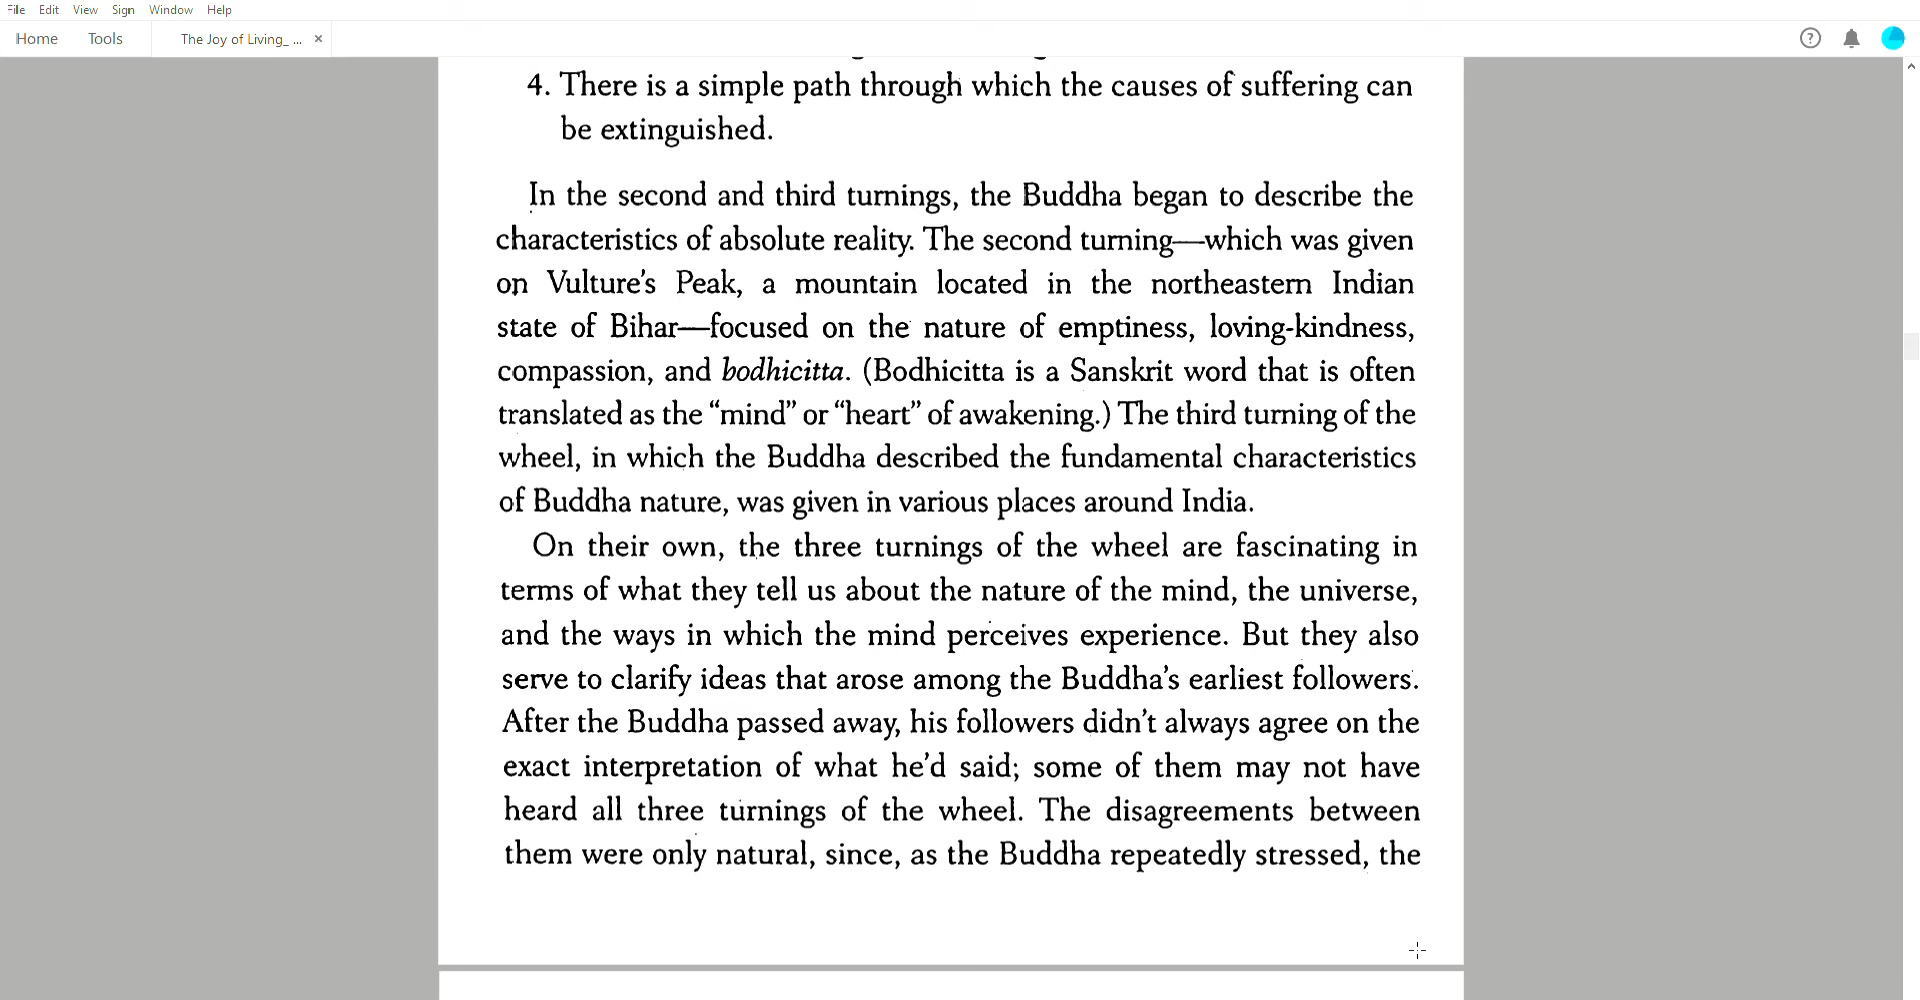 File Edit View Sign Window Help
Home Tools The Joy of Living_ ... ×
4. There is a simple path through which the causes of suffering can
be extinguished.
In the second and third turnings, the Buddha began to describe the
characteristics of absolute reality. The second turning—which was given
on Vulture's Peak, a mountain located in the northeastern Indian
state of Bihar—focused on the nature of emptiness, loving-kindness,
compassion, and bodhicitta. (Bodhicitta is a Sanskrit word that is often
translated as the “mind” or “heart” of awakening.) The third turning of the
wheel, in which the Buddha described the fundamental characteristics
of Buddha nature, was given in various places around India.
On their own, the three turnings of the wheel are fascinating in
terms of what they tell us about the nature of the mind, the universe,
and the ways in which the mind perceives experience. But they also
serve to clarify ideas that arose among the Buddha's earliest followers.
After the Buddha passed away, his followers didn't always agree on the
exact interpretation of what he'd said; some of them may not have
heard all three turnings of the wheel. The disagreements between
them were only natural, since, as the Buddha repeatedly stressed, the